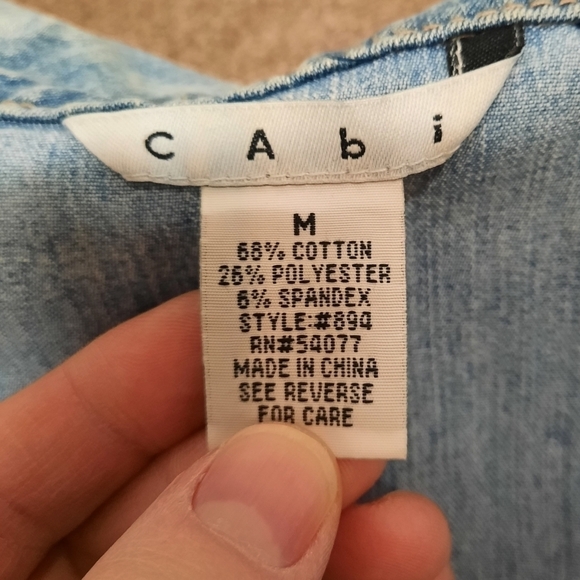 CAbi
M
68% COTTON
26% POLYESTER
6% SPANDEX
STYLE:#894
RN#54077
MADE IN CHINA
SEE REVERSE
FOR CARE